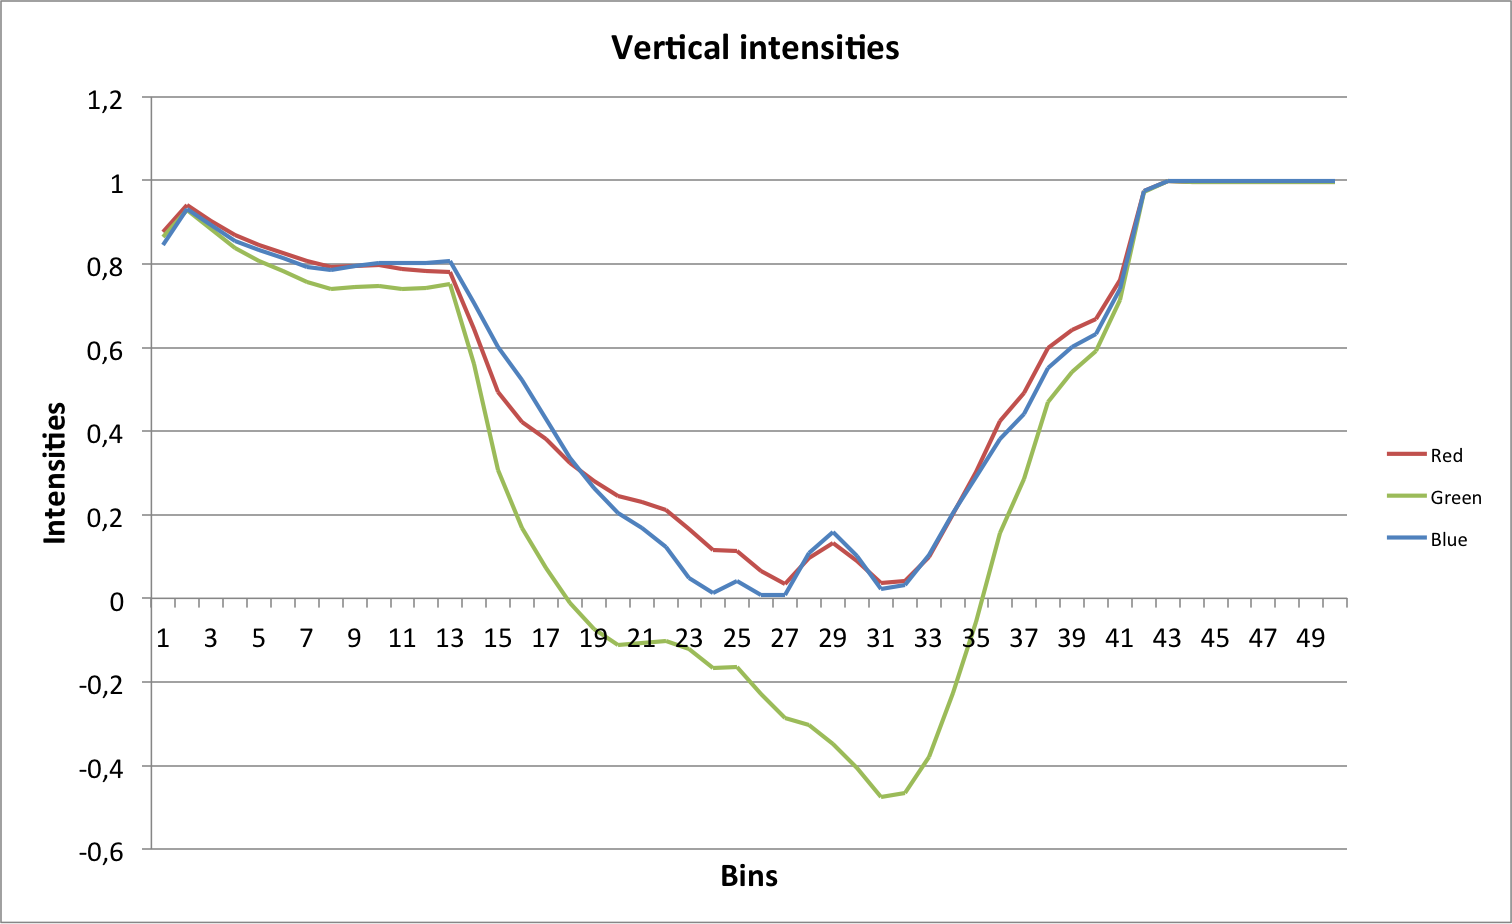 Vertical intensities
1,2
1
0,8
0,6
0,4
0,2
0
-0,2
-0,4
-0,6
Intensities
1 3 5 7 9 11 13 15 17 19 21 23 25 27 29 31 33 35 37 39 41 43 45 47 49
Bins
Red
Green
Blue